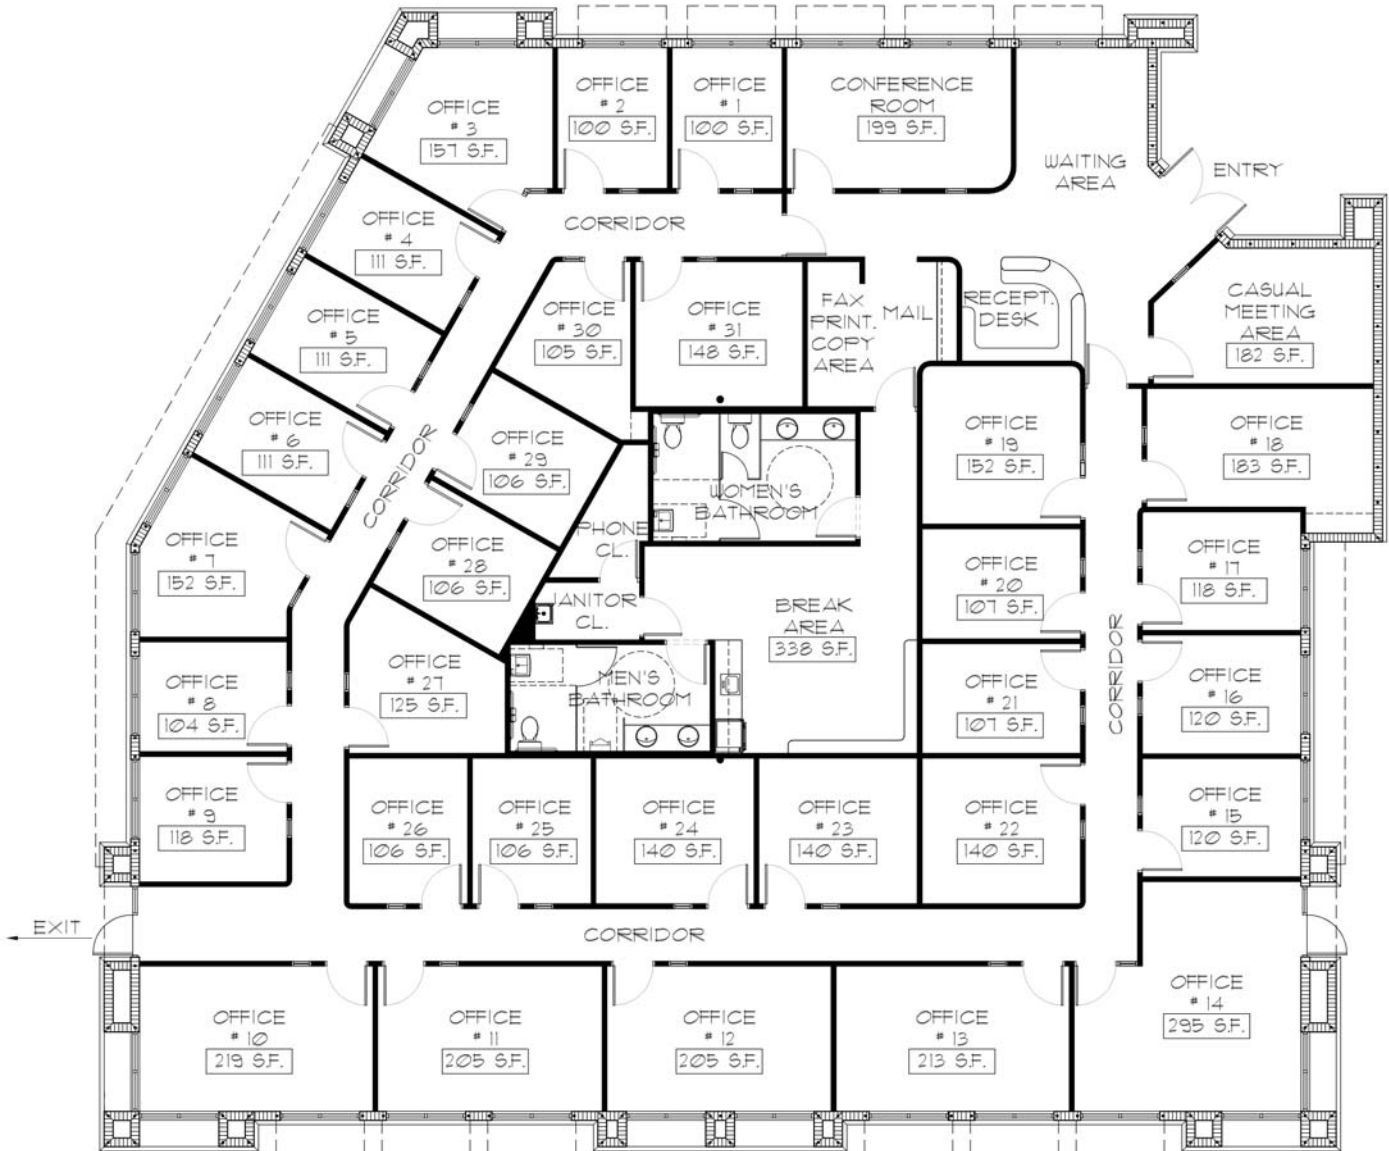 OFFICE
# 3
157 S.F.
OFFICE
# 2
100 S.F.
OFFICE
# 1
100 S.F.
CONFERENCE
ROOM
199 S.F.
WAITING
AREA
ENTRY
OFFICE
# 4
111 S.F.
CORRIDOR
OFFICE
# 5
111 S.F.
OFFICE
# 30
105 S.F.
OFFICE
# 31
148 S.F.
FAX
PRINT.
COPY
AREA
MAIL
RECEPT.
DESK
CASUAL
MEETING
AREA
182 S.F.
OFFICE
# 6
111 S.F.
CORRIDOR
OFFICE
# 29
106 S.F.
WOMEN'S
BATHROOM
OFFICE
# 19
152 S.F.
OFFICE
# 18
183 S.F.
OFFICE
# 7
152 S.F.
OFFICE
# 28
106 S.F.
PHONE
CL.
JANITOR
CL.
BREAK
AREA
338 S.F.
OFFICE
# 20
107 S.F.
OFFICE
# 17
118 S.F.
CORRIDOR
OFFICE
# 8
104 S.F.
OFFICE
# 27
125 S.F.
MEN'S
BATHROOM
OFFICE
# 21
107 S.F.
OFFICE
# 16
120 S.F.
OFFICE
# 9
118 S.F.
OFFICE
# 26
106 S.F.
OFFICE
# 25
106 S.F.
OFFICE
# 24
140 S.F.
OFFICE
# 23
140 S.F.
OFFICE
# 22
140 S.F.
OFFICE
# 15
120 S.F.
EXIT
CORRIDOR
OFFICE
# 10
219 S.F.
OFFICE
# 11
205 S.F.
OFFICE
# 12
205 S.F.
OFFICE
# 13
213 S.F.
OFFICE
# 14
295 S.F.